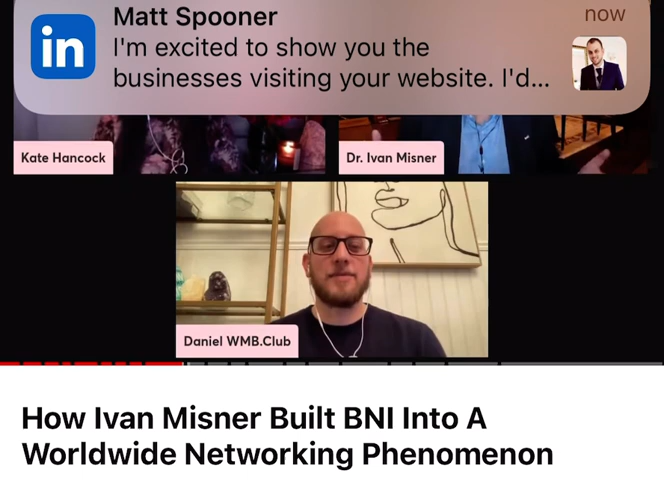 in
Matt Spooner
now
I'm excited to show you the
businesses visiting your website. I'd...
Kate Hancock
Dr. Ivan Misner
Daniel WMB.Club
How Ivan Misner Built BNI Into A
Worldwide Networking Phenomenon